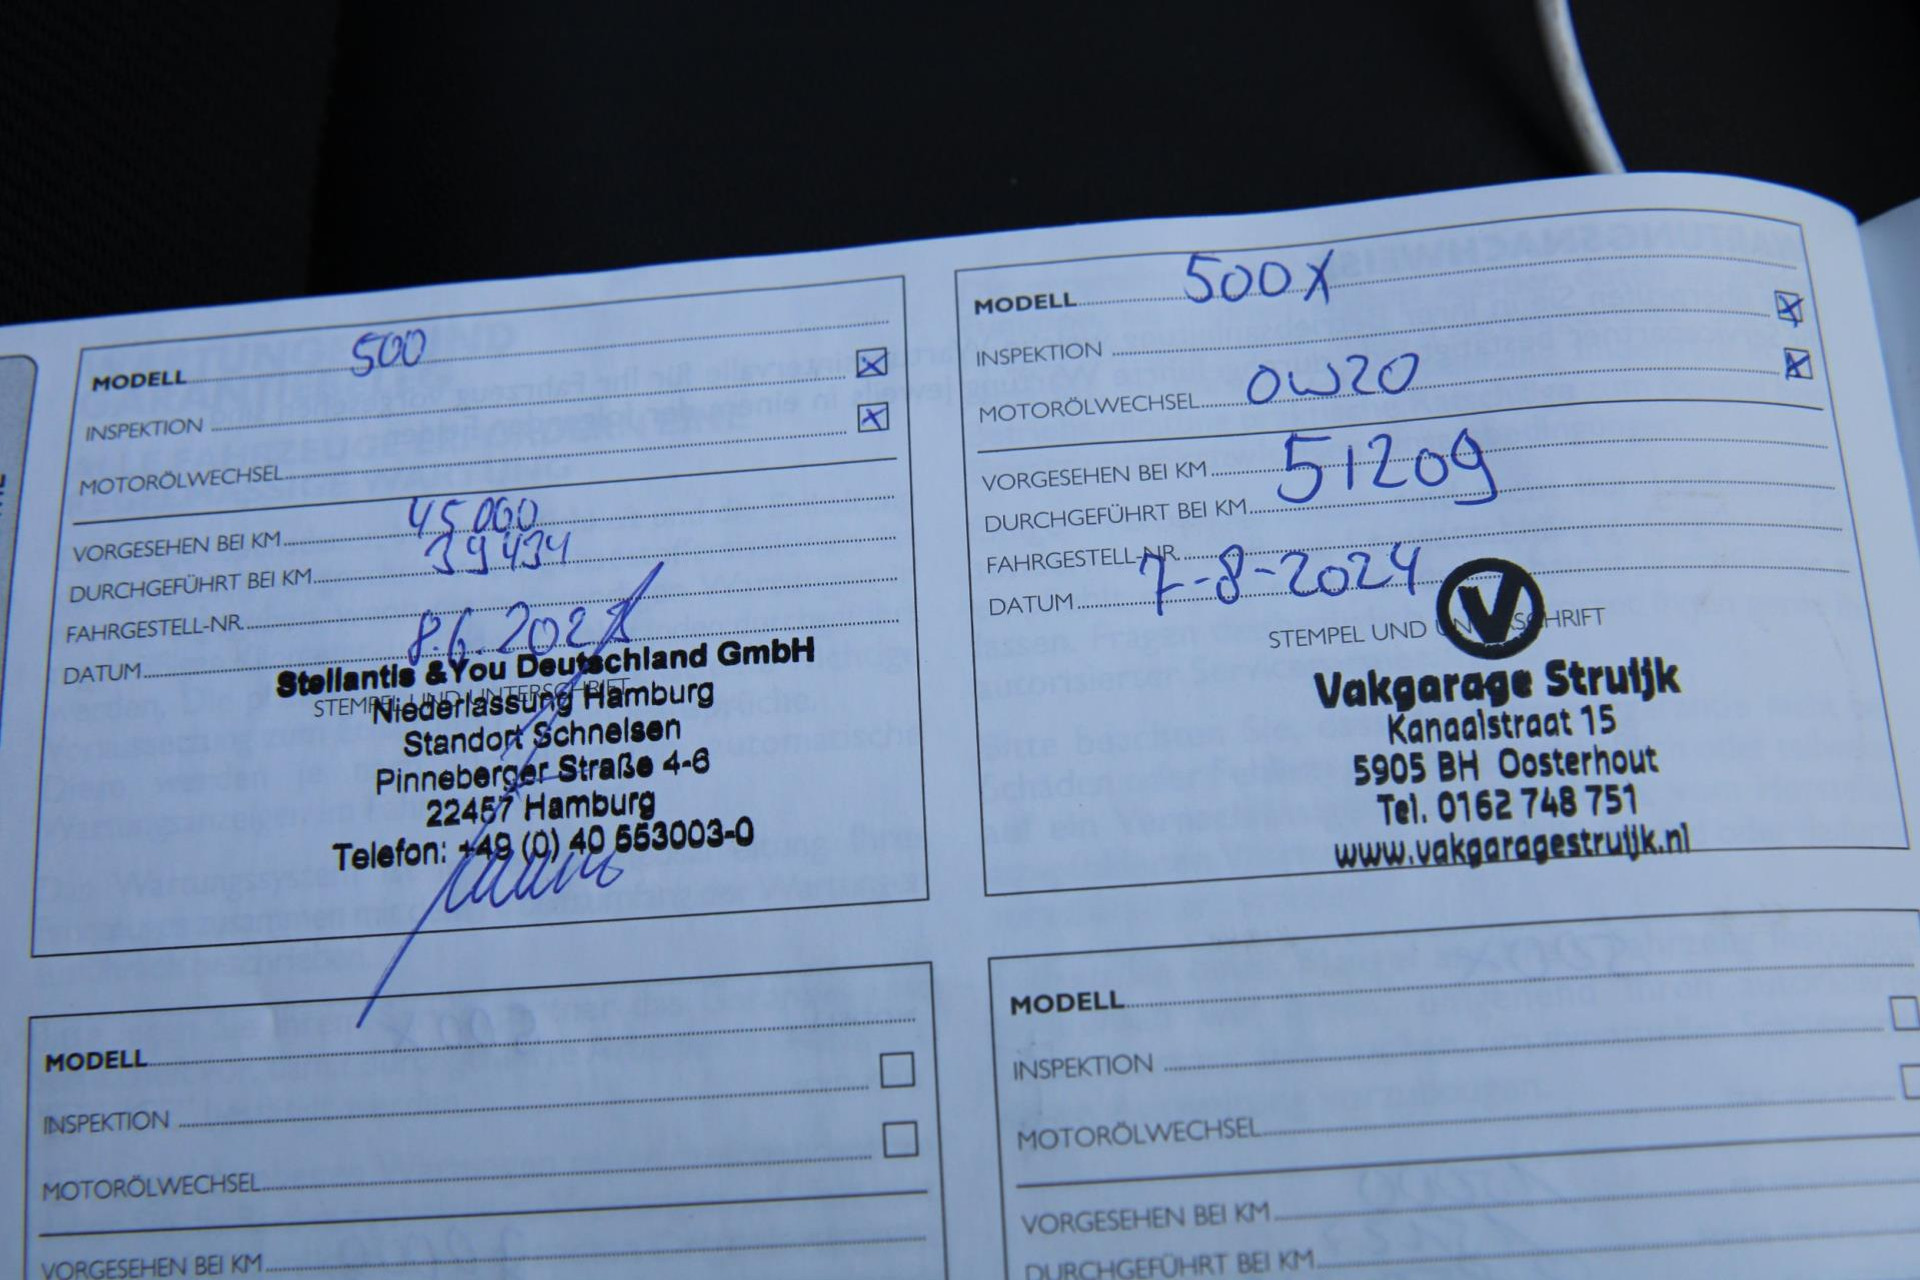 MODELL 500
INSPEKTION
MOTORÖLWECHSEL
VORGESEHEN BEI KM 45000
DURCHGEFÜHRT BEI KM 39434
FAHRGESTELL-NR.
DATUM
STEMPEL UND UNTERSCHRIFT
Stellantis &You Deutschland GmbH
Niederlassung Hamburg
Standort Schnelsen
Pinneberger Straße 4-6
22457 Hamburg
Telefon: +49 (0) 40 553003-0
MODELL 500X
INSPEKTION
MOTORÖLWECHSEL 0W20
VORGESEHEN BEI KM
DURCHGEFÜHRT BEI KM 51209
FAHRGESTELL-NR.
DATUM 7-8-2024
STEMPEL UND UNTERSCHRIFT
V
Vakgarage Struijk
Kanaalstraat 15
5905 BH Oosterhout
Tel. 0162 748 751
www.vakgaragestruijk.nl
MODELL
INSPEKTION
MOTORÖLWECHSEL
VORGESEHEN BEI KM
MODELL
INSPEKTION
MOTORÖLWECHSEL
VORGESEHEN BEI KM
DURCHGEFÜHRT BEI KM